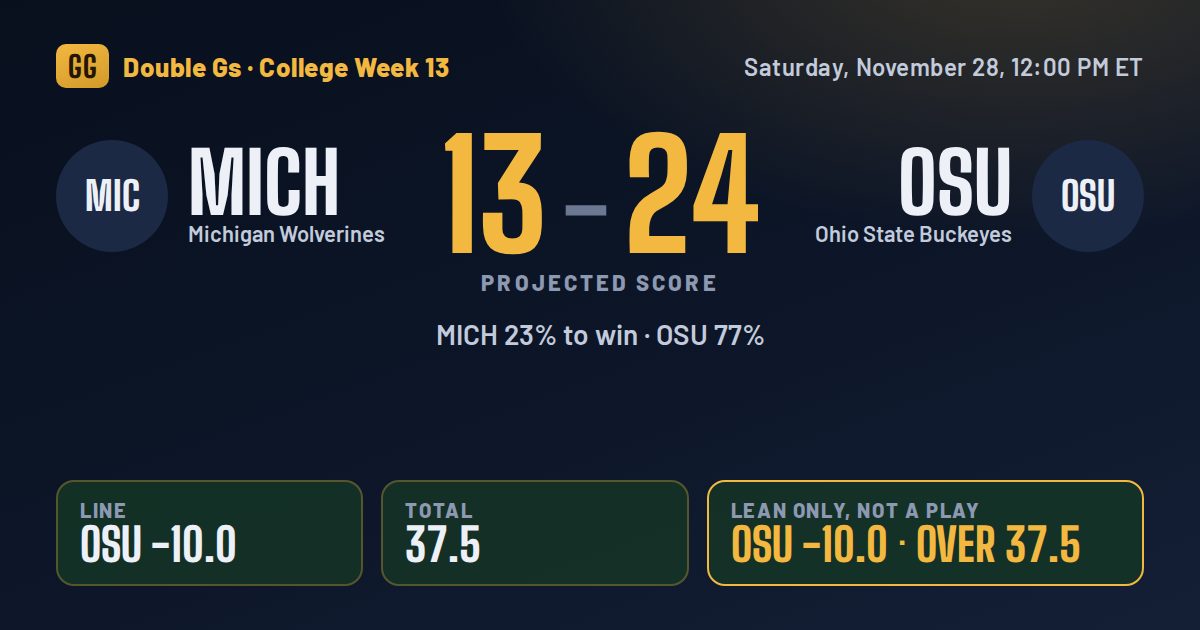 GG Double Gs · College Week 13
Saturday, November 28, 12:00 PM ET
MIC MICH
Michigan Wolverines
13 – 24
PROJECTED SCORE
MICH 23% to win · OSU 77%
OSU OSU
Ohio State Buckeyes
LINE
OSU −10.0
TOTAL
37.5
LEAN ONLY, NOT A PLAY
OSU −10.0 · OVER 37.5